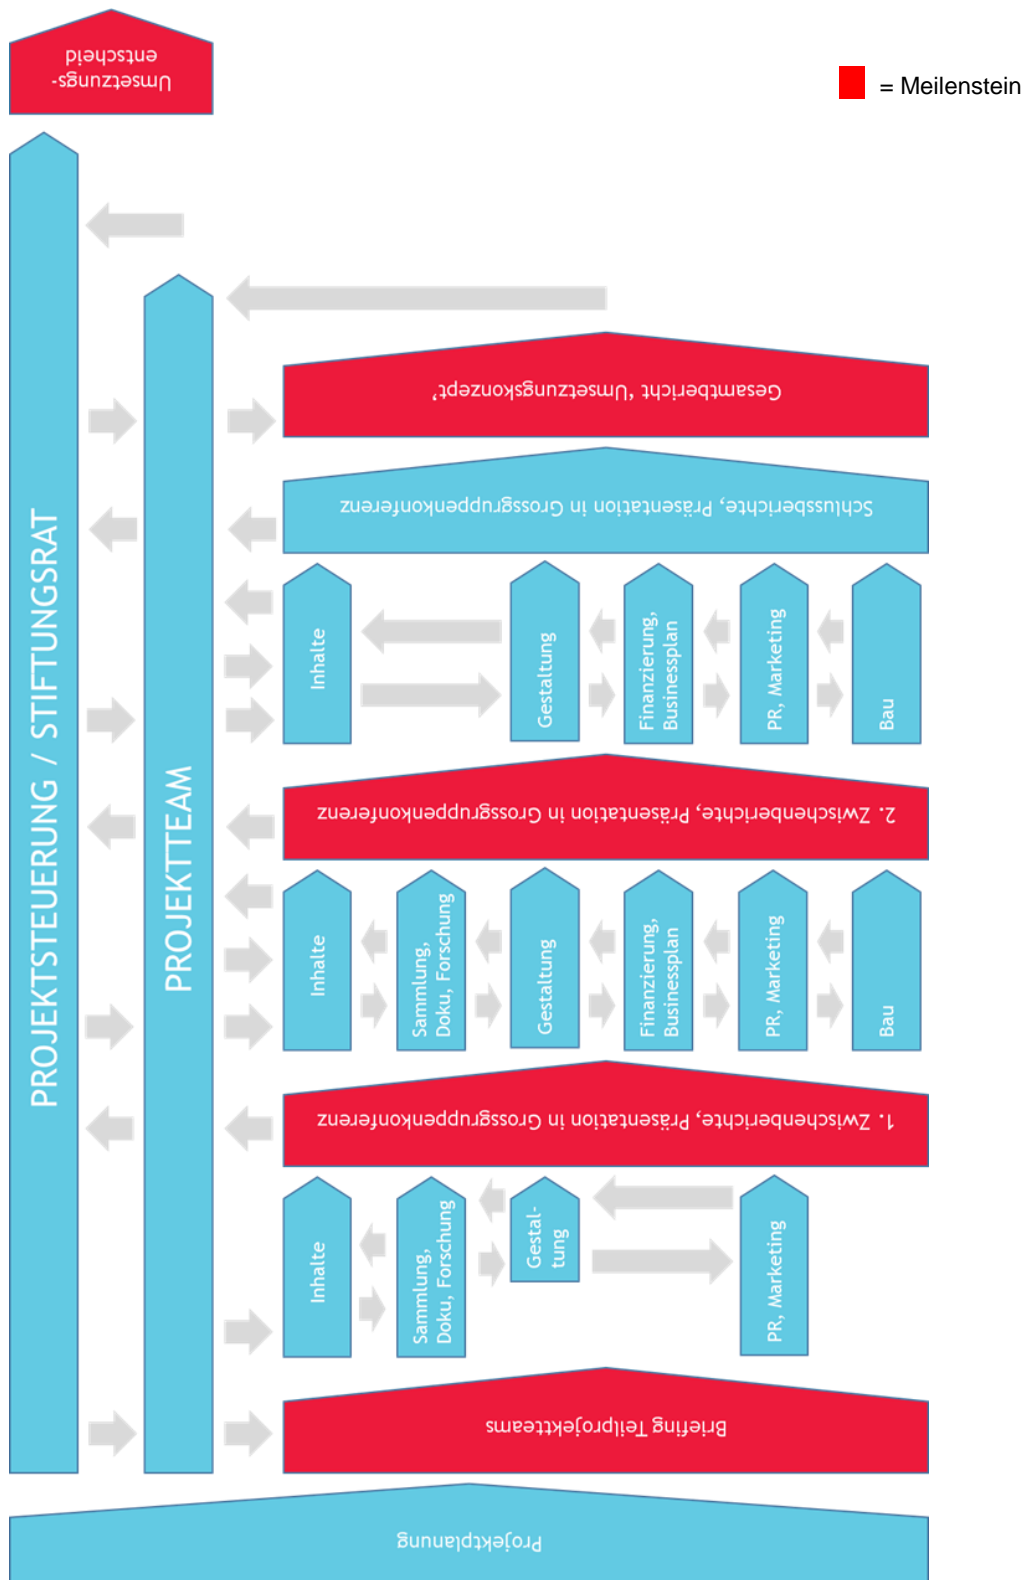 Umsetzungs-
entscheid
= Meilenstein
PROJEKTSTEUERUNG / STIFTUNGSRAT
PROJEKTTEAM
Gesamtbericht 'Umsetzungskonzept'
Schlussberichte, Präsentation in Grossgruppenkonferenz
Inhalte
Gestaltung
Finanzierung,
Businessplan
PR, Marketing
Bau
2. Zwischenberichte, Präsentation in Grossgruppenkonferenz
Inhalte
Sammlung,
Doku, Forschung
Gestaltung
Finanzierung,
Businessplan
PR, Marketing
Bau
1. Zwischenberichte, Präsentation in Grossgruppenkonferenz
Inhalte
Sammlung,
Doku, Forschung
Gestal-
tung
PR, Marketing
Briefing Teilprojektteams
Projektplanung